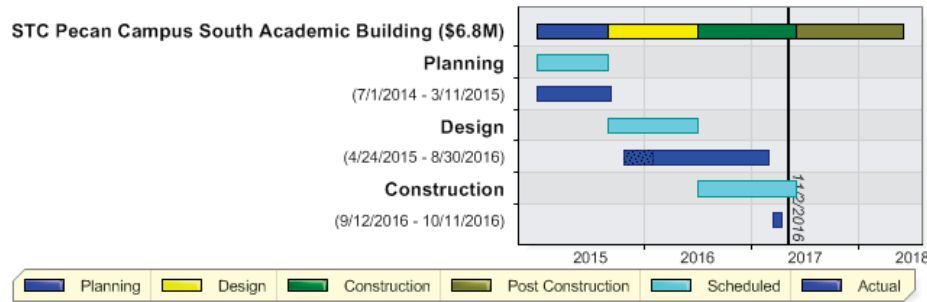 STC Pecan Campus South Academic Building ($6.8M)
Planning
(7/1/2014 - 3/11/2015)
Design
(4/24/2015 - 8/30/2016)
Construction
(9/12/2016 - 10/11/2016)
11/2/2016
2015 2016 2017 2018
Planning Design Construction Post Construction Scheduled Actual